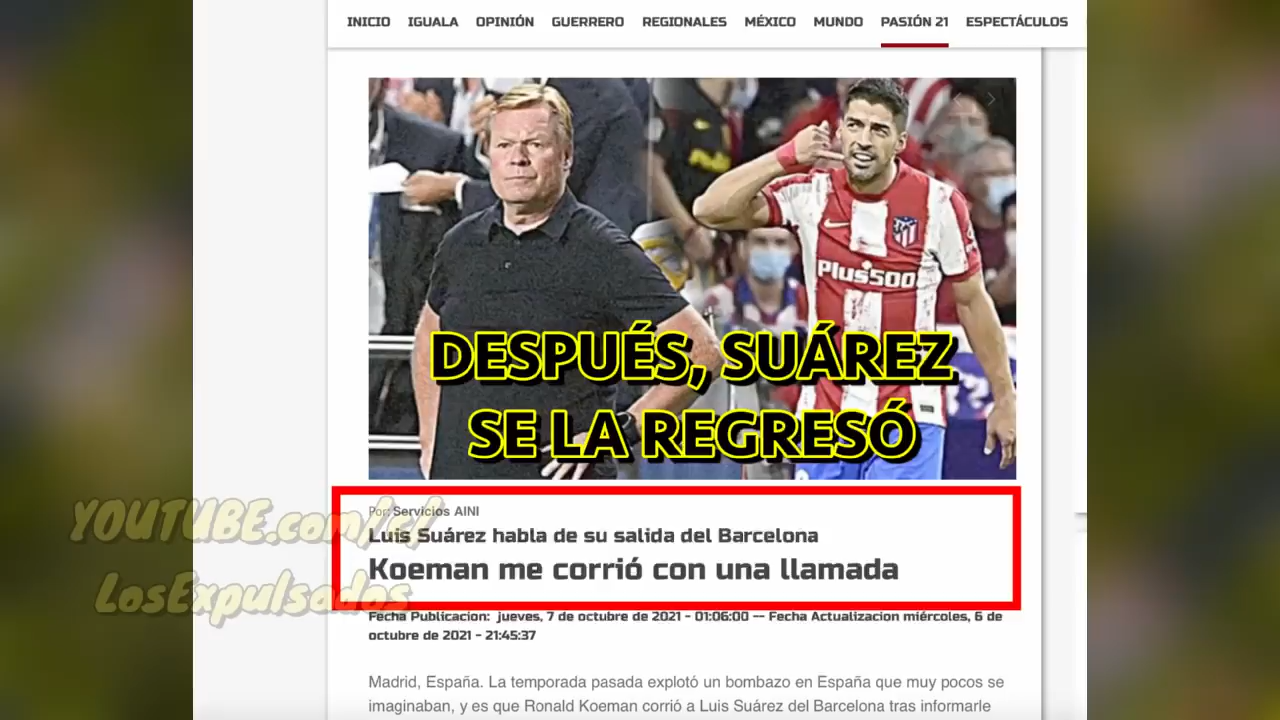 INICIO IGUALA OPINIÓN GUERRERO REGIONALES MÉXICO MUNDO PASIÓN 21 ESPECTÁCULOS
Plus500
DESPUÉS, SUÁREZ
SE LA REGRESÓ
Por: Servicios AINI
Luis Suárez habla de su salida del Barcelona
Koeman me corrió con una llamada
YOUTUBE.com/c/
LosExpulsados
Fecha Publicacion: jueves, 7 de octubre de 2021 - 01:06:00 -- Fecha Actualizacion miércoles, 6 de
octubre de 2021 - 21:45:37
Madrid, España. La temporada pasada explotó un bombazo en España que muy pocos se
imaginaban, y es que Ronald Koeman corrió a Luis Suárez del Barcelona tras informarle